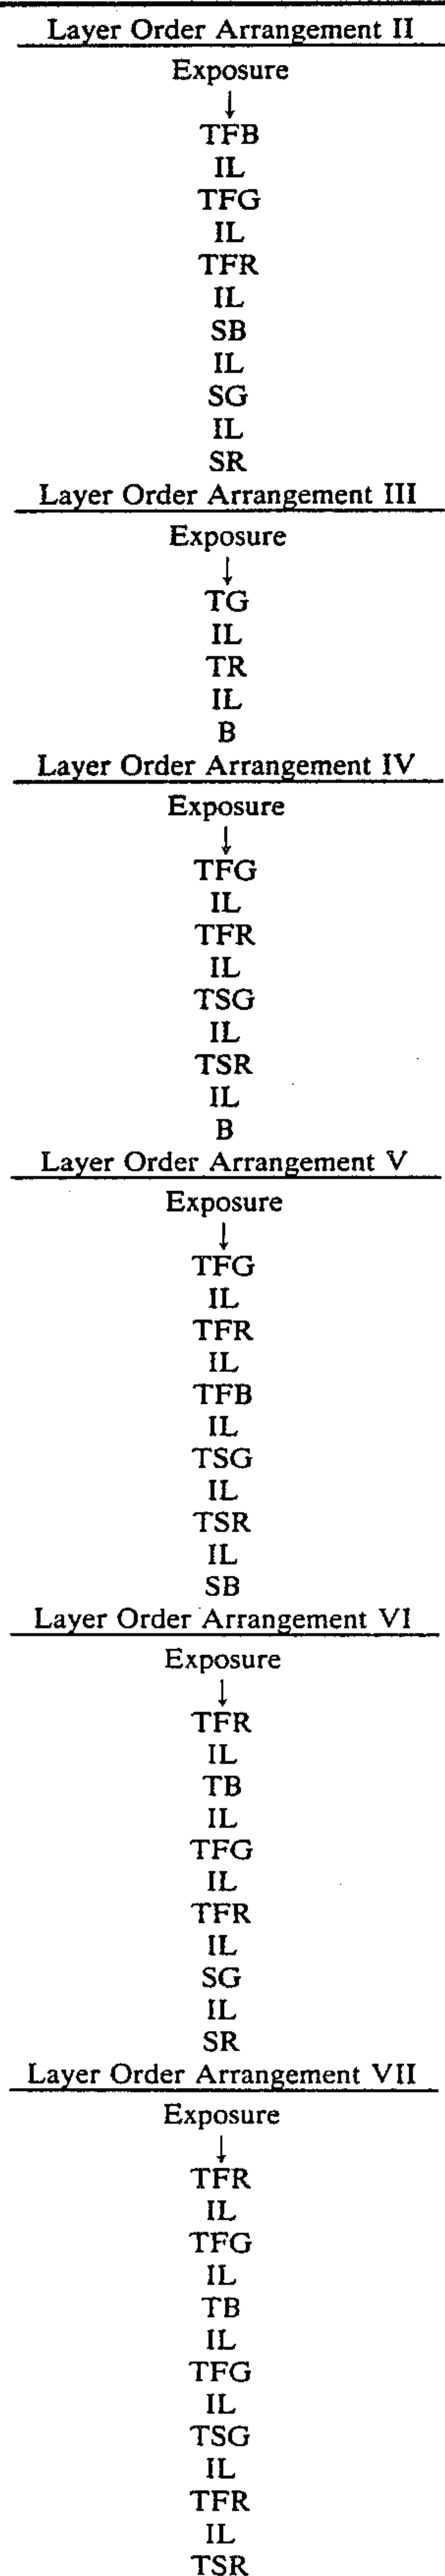 Layer Order Arrangement II
Exposure
↓
TFB
IL
TFG
IL
TFR
IL
SB
IL
SG
IL
SR
Layer Order Arrangement III
Exposure
↓
TG
IL
TR
IL
B
Layer Order Arrangement IV
Exposure
↓
TFG
IL
TFR
IL
TSG
IL
TSR
IL
B
Layer Order Arrangement V
Exposure
↓
TFG
IL
TFR
IL
TFB
IL
TSG
IL
TSR
IL
SB
Layer Order Arrangement VI
Exposure
↓
TFR
IL
TB
IL
TFG
IL
TFR
IL
SG
IL
SR
Layer Order Arrangement VII
Exposure
↓
TFR
IL
TFG
IL
TB
IL
TFG
IL
TSG
IL
TFR
IL
TSR